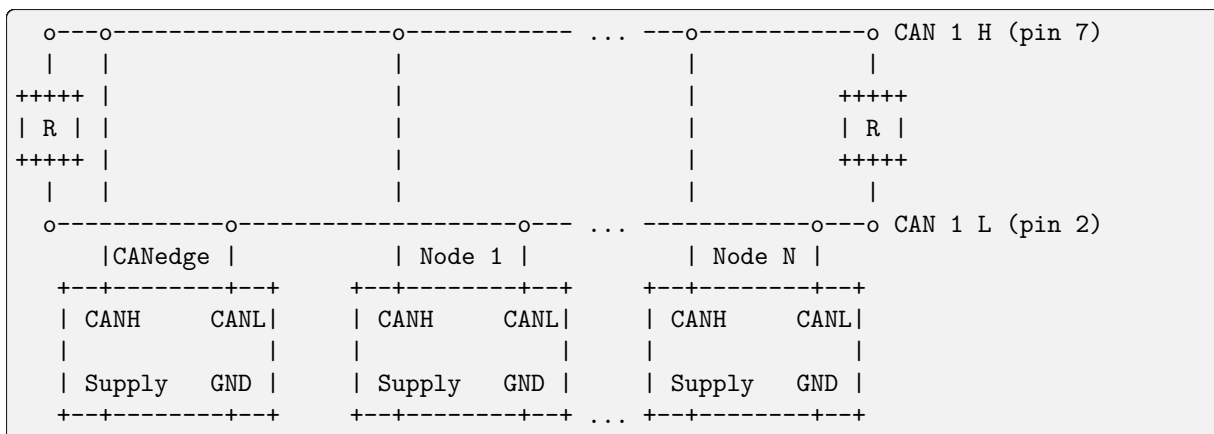 o---o--------------------o------------ ... ---o------------o CAN 1 H (pin 7)
| | | | |
+++++ | | | +++++
| R | | | | | R |
+++++ | | | +++++
| | | | |
o------------o--------------------o--- ... ------------o---o CAN 1 L (pin 2)
|CANedge | | Node 1 | | Node N |
+--+--------+--+ +--+--------+--+ +--+--------+--+
| CANH CANL| | CANH CANL| | CANH CANL|
| | | | | |
| Supply GND | | Supply GND | | Supply GND |
+--+--------+--+ +--+--------+--+ ... +--+--------+--+